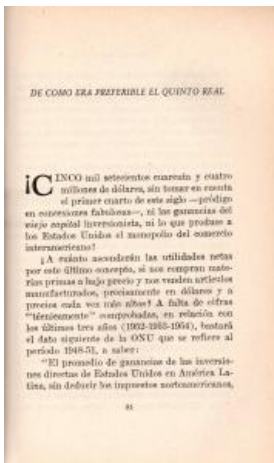 DE COMO ERA PREFERIBLE EL QUINTO REAL
¡CINCO mil setecientos cuarenta y cuatro
millones de dólares, sin tomar en cuenta
el primer cuarto de este siglo —pródigo
en concesiones fabulosas—, ni las ganancias del
viejo capital inversionista, ni lo que produce a
los Estados Unidos el monopolio del comercio
interamericano!
¿A cuánto ascenderán las utilidades netas
por este último concepto, si nos compran mate-
rias primas a bajo precio y nos venden artículos
manufacturados, precisamente en dólares y a
precios cada vez más altos? A falta de cifras
"técnicamente" comprobadas, en relación con
los últimos tres años (1952-1953-1954), bastará
el dato siguiente de la ONU que se refiere al
período 1948-51, a saber:
"El promedio de ganancias de las inversio-
nes directas de Estados Unidos en América La-
tina, sin deducir los impuestos norteamericanos,